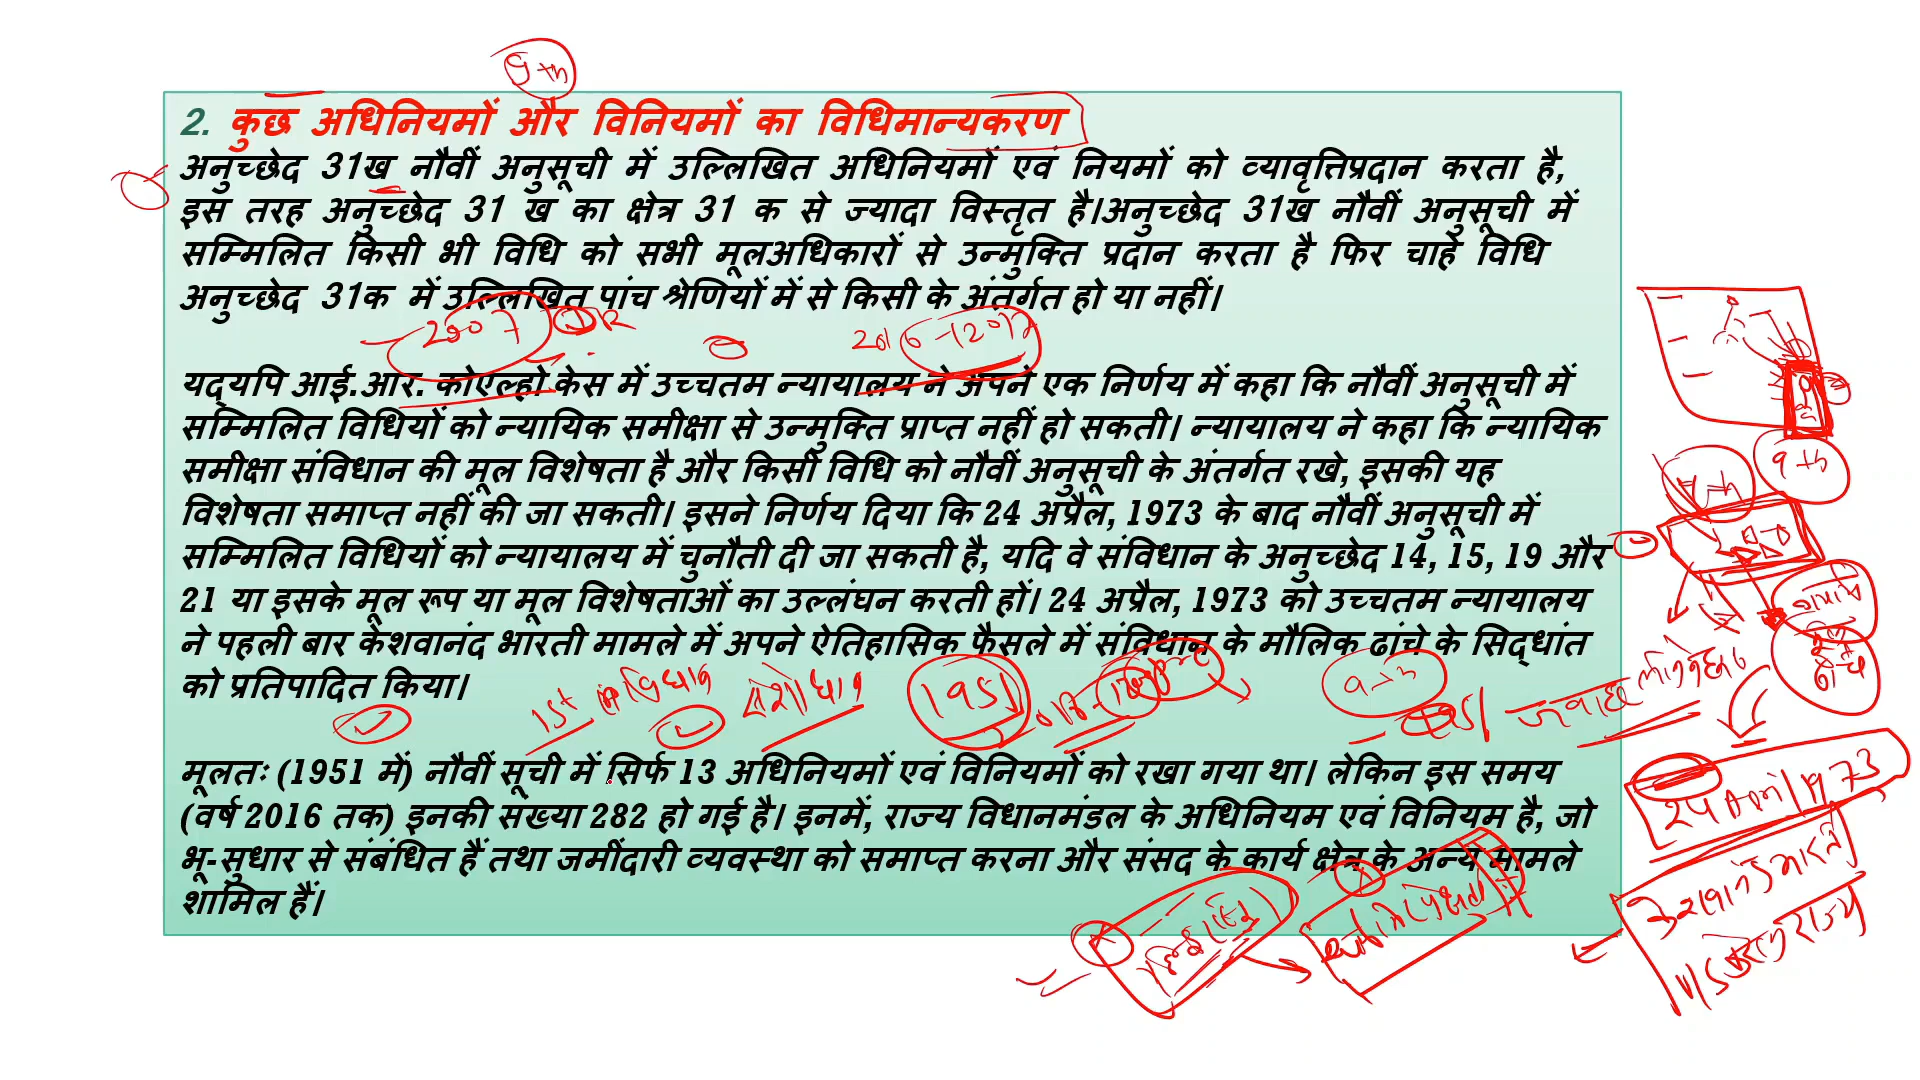 9th
2. कुछ अधिनियमों और विनियमों का विधिमान्यकरण
अनुच्छेद 31ख नौवीं अनुसूची में उल्लिखित अधिनियमों एवं नियमों को व्यावृत्तिप्रदान करता है,
इस तरह अनुच्छेद 31 ख का क्षेत्र 31 क से ज्यादा विस्तृत है।अनुच्छेद 31ख नौवीं अनुसूची में
सम्मिलित किसी भी विधि को सभी मूलअधिकारों से उन्मुक्ति प्रदान करता है फिर चाहे विधि
अनुच्छेद 31क में उल्लिखित पांच श्रेणियों में से किसी के अंतर्गत हो या नहीं।
2007
यद्यपि आई.आर. कोएल्हो केस में उच्चतम न्यायालय ने अपने एक निर्णय में कहा कि नौवीं अनुसूची में
सम्मिलित विधियों को न्यायिक समीक्षा से उन्मुक्ति प्राप्त नहीं हो सकती। न्यायालय ने कहा कि न्यायिक
समीक्षा संविधान की मूल विशेषता है और किसी विधि को नौवीं अनुसूची के अंतर्गत रखे, इसकी यह
9th
विशेषता समाप्त नहीं की जा सकती। इसने निर्णय दिया कि 24 अप्रैल, 1973 के बाद नौवीं अनुसूची में
सम्मिलित विधियों को न्यायालय में चुनौती दी जा सकती है, यदि वे संविधान के अनुच्छेद 14, 15, 19 और
21 या इसके मूल रूप या मूल विशेषताओं का उल्लंघन करती हों। 24 अप्रैल, 1973 को उच्चतम न्यायालय
ने पहली बार केशवानंद भारती मामले में अपने ऐतिहासिक फैसले में संविधान के मौलिक ढांचे के सिद्धांत
को प्रतिपादित किया।
1st संविधान संशोधन 1951
मूलतः (1951 में) नौवीं सूची में सिर्फ 13 अधिनियमों एवं विनियमों को रखा गया था। लेकिन इस समय
(वर्ष 2016 तक) इनकी संख्या 282 हो गई है। इनमें, राज्य विधानमंडल के अधिनियम एवं विनियम है, जो
भू-सुधार से संबंधित हैं तथा जमींदारी व्यवस्था को समाप्त करना और संसद के कार्य क्षेत्र के अन्य मामले
शामिल हैं।
24 April 1973
केशवानंद भारती
V/S केरल राज्य